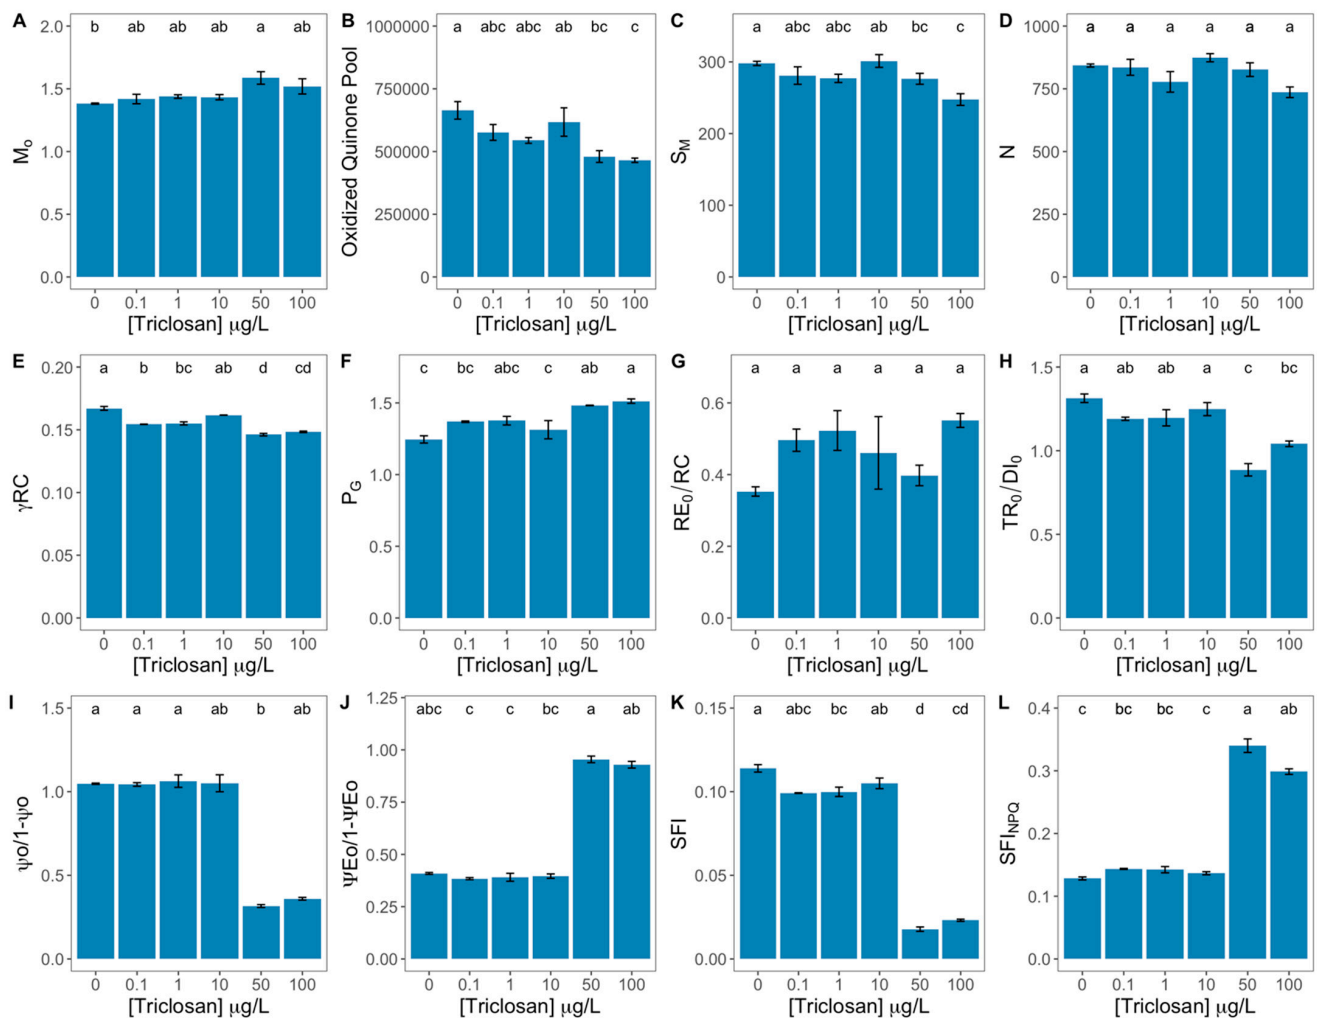 A
b ab ab ab a ab
2.0
1.5
1.0
0.5
0.0
Mo
0 0.1 1 10 50 100
[Triclosan] µg/L
B
a abc abc ab bc c
1000000
750000
500000
250000
0
Oxidized Quinone Pool
0 0.1 1 10 50 100
[Triclosan] µg/L
C
a abc abc a bc c
300
200
100
0
SM
0 0.1 1 10 50 100
[Triclosan] µg/L
D
a a a a a a
1000
750
500
250
0
N
0 0.1 1 10 50 100
[Triclosan] µg/L
E
a b bc ab d cd
0.20
0.15
0.10
0.05
0.00
γRC
0 0.1 1 10 50 100
[Triclosan] µg/L
F
c bc abc c ab a
1.5
1.0
0.5
0.0
PG
0 0.1 1 10 50 100
[Triclosan] µg/L
G
a a a a a a
0.6
0.4
0.2
0.0
RE0/RC
0 0.1 1 10 50 100
[Triclosan] µg/L
H
a ab ab a c bc
1.5
1.0
0.5
0.0
TR0/DI0
0 0.1 1 10 50 100
[Triclosan] µg/L
I
a a a ab b ab
1.5
1.0
0.5
0.0
ψo/1-ψo
0 0.1 1 10 50 100
[Triclosan] µg/L
J
abc c c bc a ab
1.25
1.00
0.75
0.50
0.25
0.00
ΨEo/1-ΨEo
0 0.1 1 10 50 100
[Triclosan] µg/L
K
a abc bc ab d cd
0.15
0.10
0.05
0.00
SFI
0 0.1 1 10 50 100
[Triclosan] µg/L
L
c bc bc c a ab
0.4
0.3
0.2
0.1
0.0
SFINPQ
0 0.1 1 10 50 100
[Triclosan] µg/L